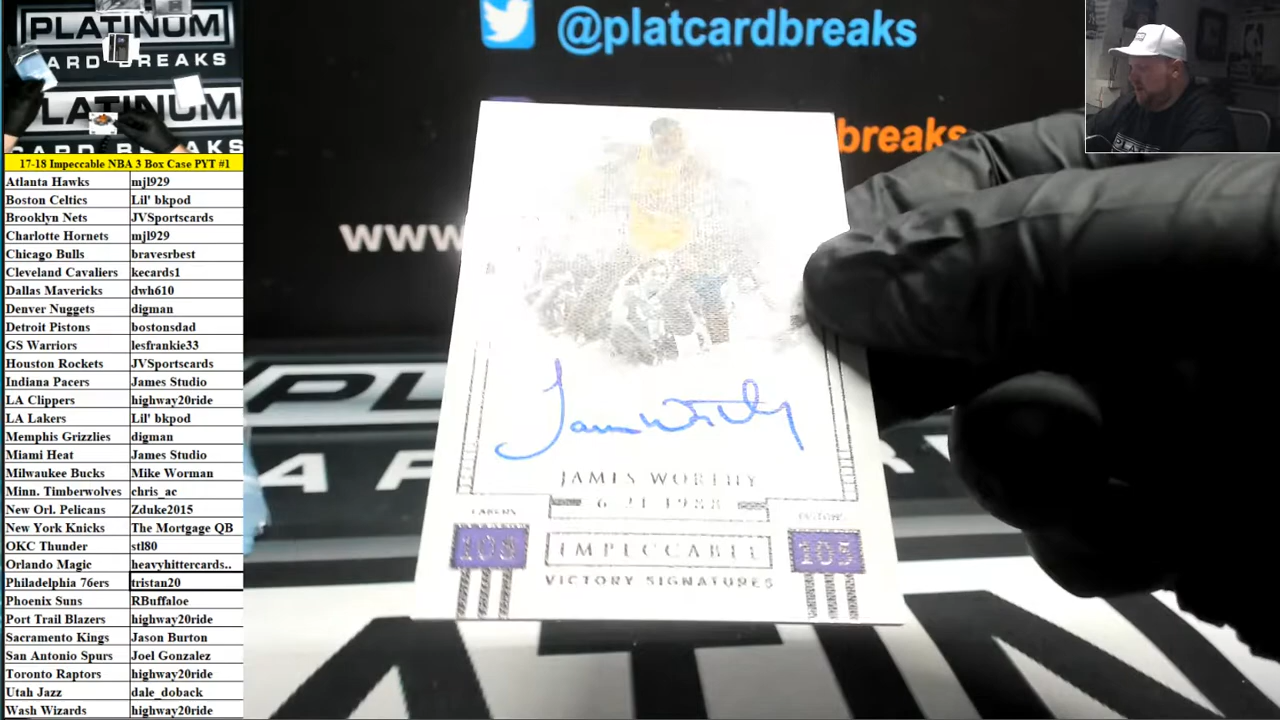 PLATINUM
CARD BREAKS
PLATINUM
CARD BREAKS
17-18 Impeccable NBA 3 Box Case PYT #1
Atlanta Hawks mjl929
Boston Celtics Lil' bkpod
Brooklyn Nets JVSportscards
Charlotte Hornets mjl929
Chicago Bulls bravesrbest
Cleveland Cavaliers kecards1
Dallas Mavericks dwh610
Denver Nuggets digman
Detroit Pistons bostonsdad
GS Warriors lesfrankie33
Houston Rockets JVSportscards
Indiana Pacers James Studio
LA Clippers highway20ride
LA Lakers Lil' bkpod
Memphis Grizzlies digman
Miami Heat James Studio
Milwaukee Bucks Mike Worman
Minn. Timberwolves chris_ac
New Orl. Pelicans Zduke2015
New York Knicks The Mortgage QB
OKC Thunder stl80
Orlando Magic heavyhittercards..
Philadelphia 76ers tristan20
Phoenix Suns RBuffaloe
Port Trail Blazers highway20ride
Sacramento Kings Jason Burton
San Antonio Spurs Joel Gonzalez
Toronto Raptors highway20ride
Utah Jazz dale_doback
Wash Wizards highway20ride
@platcardbreaks
breaks
www
James Worthy
JAMES WORTHY
6-21-1988
LAKERS PISTONS
108 IMPECCABLE 105
VICTORY SIGNATURES